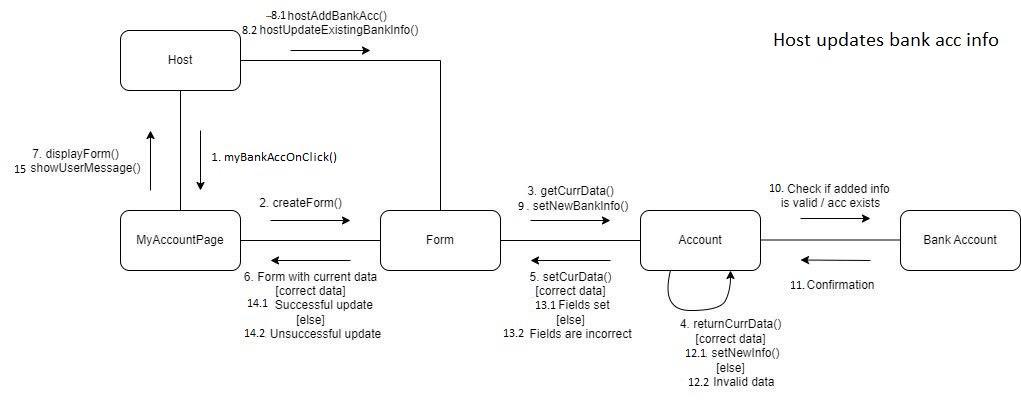 –8.1 hostAddBankAcc()
8.2 hostUpdateExistingBankInfo()
Host updates bank acc info
Host
7. displayForm()
15 showUserMessage()
1. myBankAccOnClick()
2. createForm()
3. getCurrData()
9. setNewBankInfo()
10. Check if added info
is valid / acc exists
MyAccountPage
Form
Account
Bank Account
6. Form with current data
[correct data]
14.1 Successful update
[else]
14.2 Unsuccessful update
5. setCurData()
[correct data]
13.1 Fields set
[else]
13.2 Fields are incorrect
11. Confirmation
4. returnCurrData()
[correct data]
12.1 setNewInfo()
[else]
12.2 Invalid data